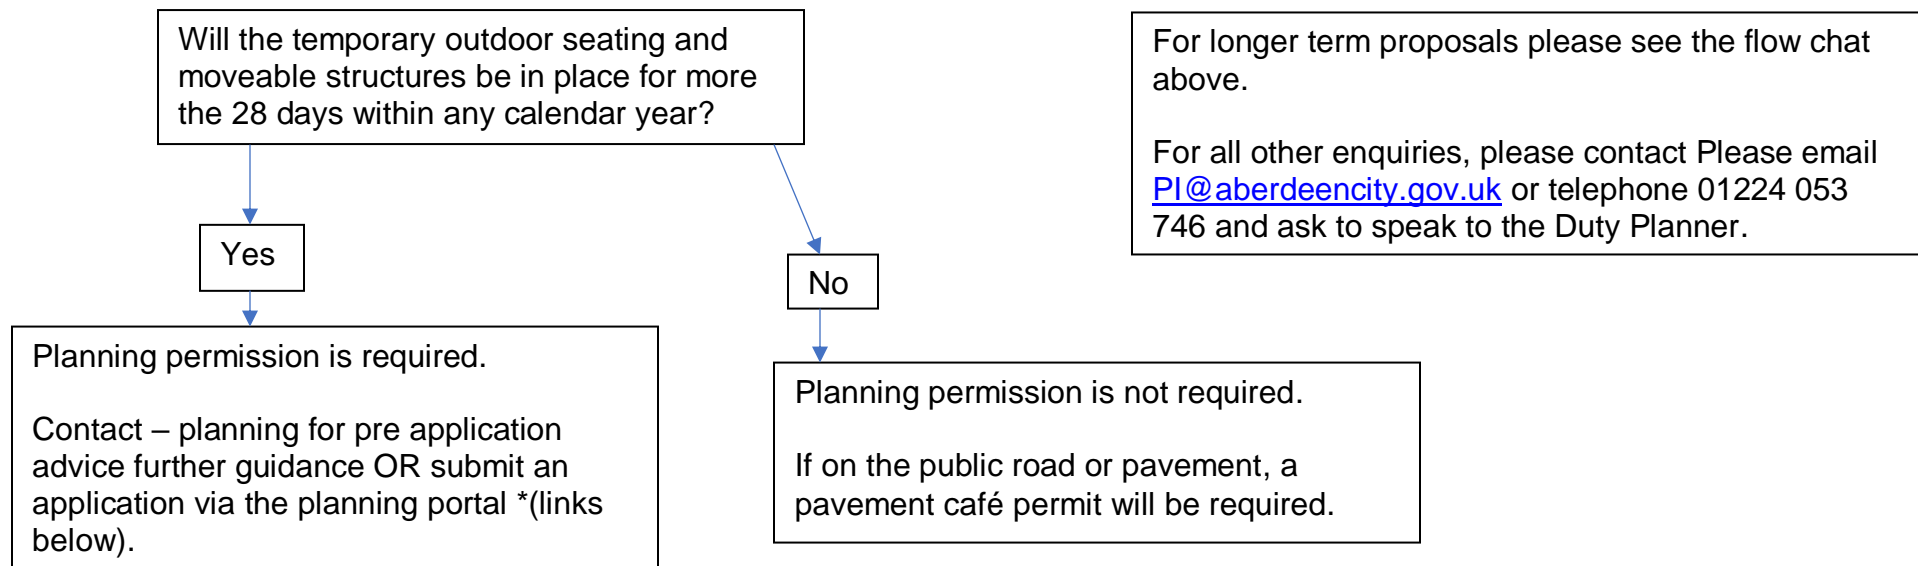 Will the temporary outdoor seating and
moveable structures be in place for more
the 28 days within any calendar year?
For longer term proposals please see the flow chat
above.
For all other enquiries, please contact Please email
PI@aberdeencity.gov.uk or telephone 01224 053
746 and ask to speak to the Duty Planner.
Yes
No
Planning permission is required.
Contact – planning for pre application
advice further guidance OR submit an
application via the planning portal *(links
below).
Planning permission is not required.
If on the public road or pavement, a
pavement café permit will be required.